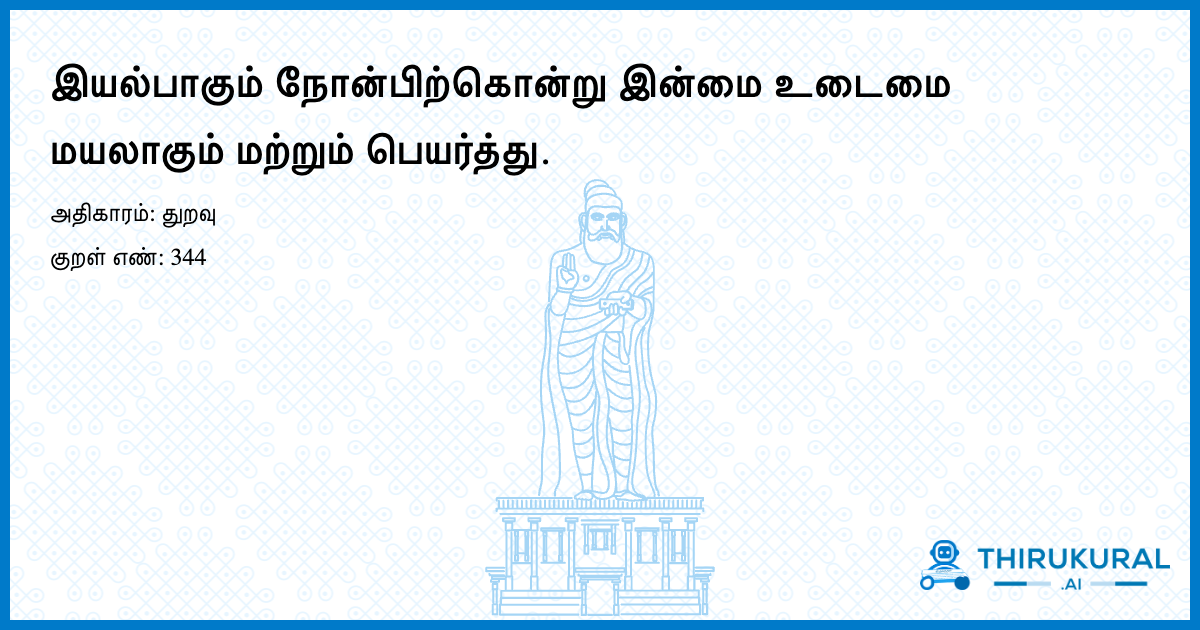 இயல்பாகும் நோன்பிற்கொன்று இன்மை உடைமை
மயலாகும் மற்றும் பெயர்த்து.
அதிகாரம்: துறவு
குறள் எண்: 344
THIRUKURAL
.AI